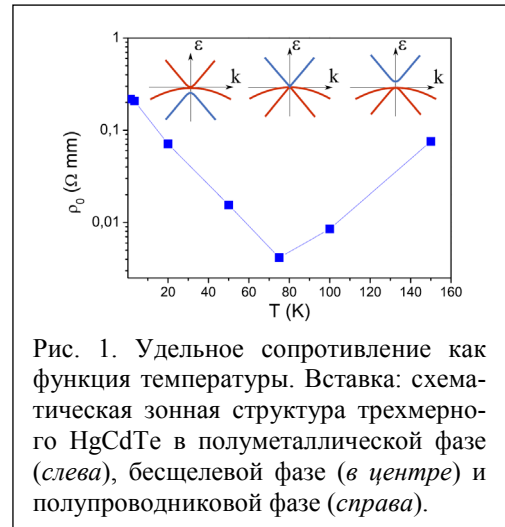 1
0,1
0,01
ρ₀ (Ω mm)
ε
k
ε
k
ε
k
20 40 60 80 100 120 140 160
T (K)
Рис. 1. Удельное сопротивление как
функция температуры. Вставка: схема-
тическая зонная структура трехмерно-
го HgCdTe в полуметаллической фазе
(слева), бесщелевой фазе (в центре) и
полупроводниковой фазе (справа).